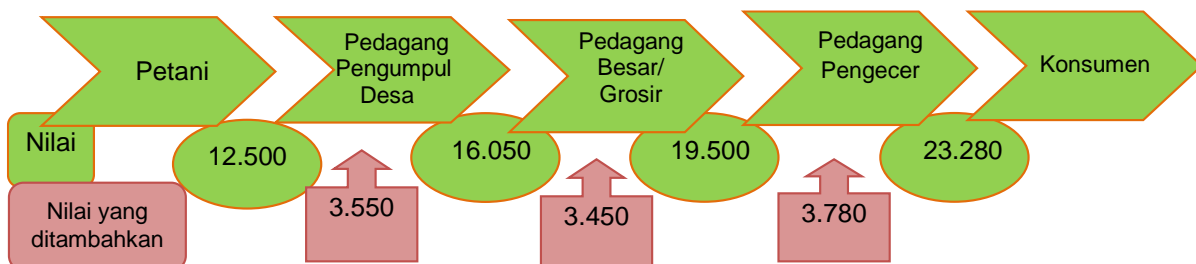 Petani
Pedagang
Pengumpul
Desa
Pedagang
Besar/
Grosir
Pedagang
Pengecer
Konsumen
Nilai
12.500
16.050
19.500
23.280
Nilai yang
ditambahkan
3.550
3.450
3.780